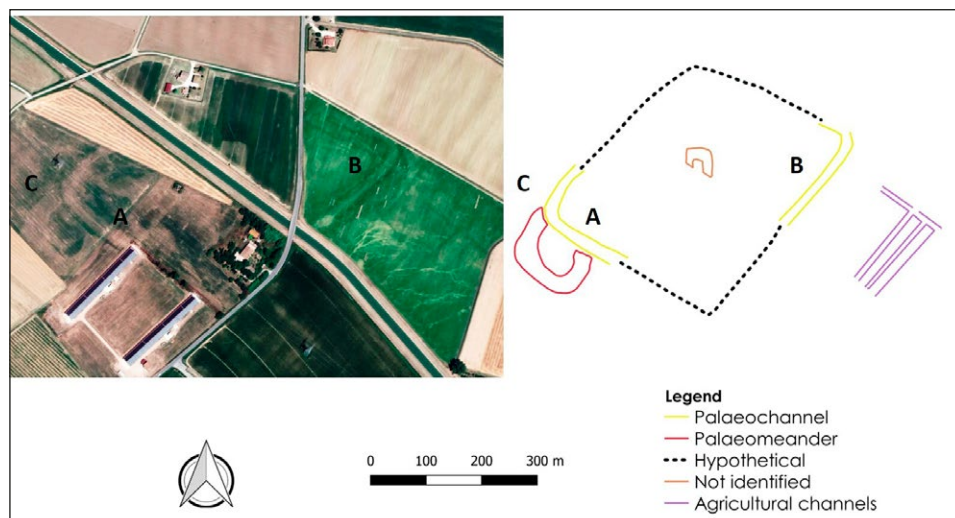 B
C
A
B
C
A
Legend
Palaeochannel
Palaeomeander
Hypothetical
Not identified
Agricultural channels
0 100 200 300 m